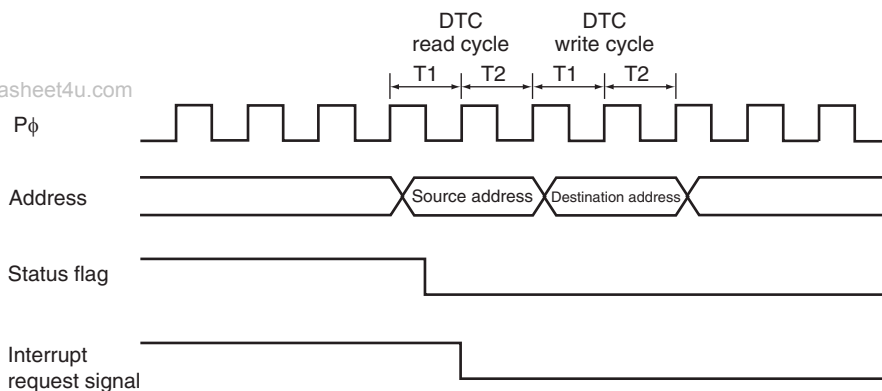 DTC
read cycle
DTC
write cycle
T1 T2 T1 T2
asheet4u.com
Pφ
Address
Source address
Destination address
Status flag
Interrupt
request signal